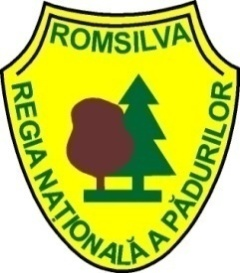 ROMSILVA
REGIA NAȚIONALĂ A PĂDURILOR